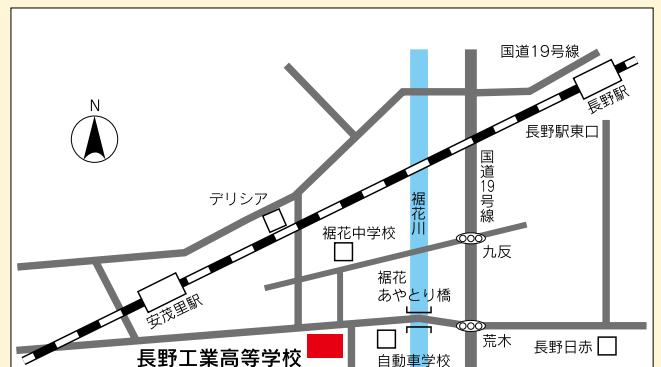 国道19号線
長野駅
N
長野駅東口
国道19号線
デリシア
裾花川
裾花中学校
九反
裾花
あやとり橋
安茂里駅
荒木
長野日赤
長野工業高等学校
自動車学校